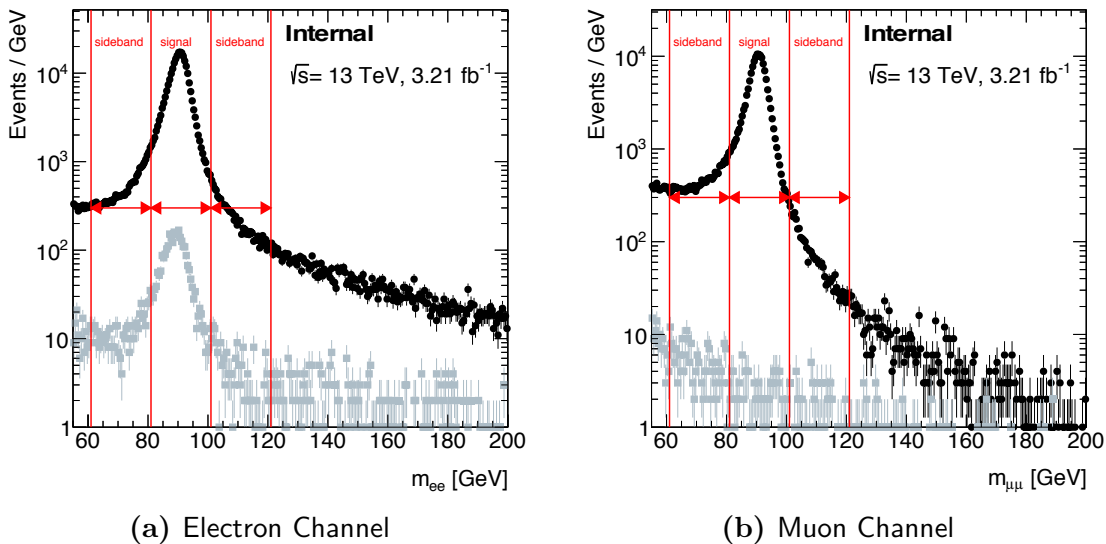 Events / GeV
10⁴
10³
10²
10
1
sideband signal sideband
Internal
√s= 13 TeV, 3.21 fb⁻¹
60 80 100 120 140 160 180 200
m_ee [GeV]
(a) Electron Channel
Events / GeV
10⁴
10³
10²
10
1
sideband signal sideband
Internal
√s= 13 TeV, 3.21 fb⁻¹
60 80 100 120 140 160 180 200
m_μμ [GeV]
(b) Muon Channel